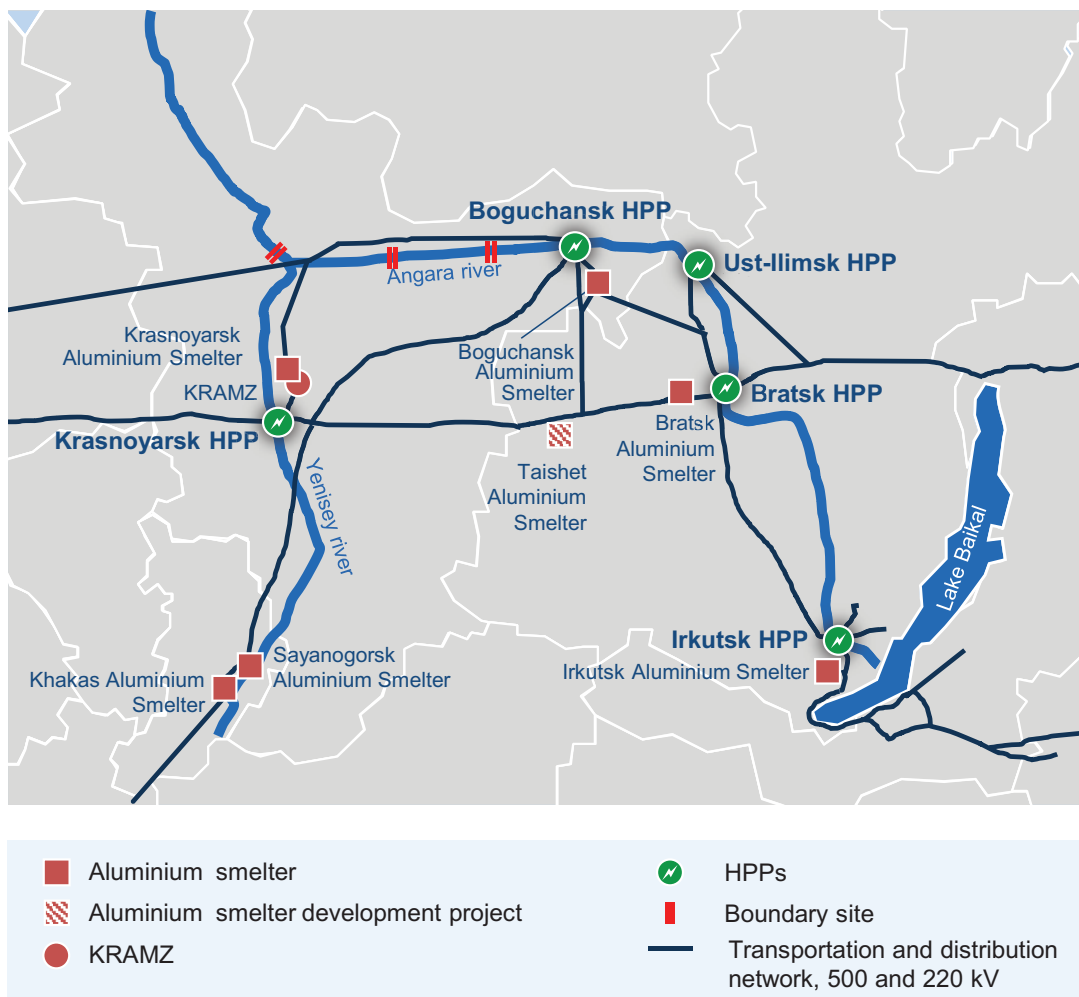 Boguchansk HPP
Ust-Ilimsk HPP
Angara river
Krasnoyarsk
Aluminium Smelter
KRAMZ
Boguchansk
Aluminium
Smelter
Bratsk HPP
Krasnoyarsk HPP
Bratsk
Aluminium
Smelter
Taishet
Aluminium
Smelter
Yenisey river
Lake Baikal
Irkutsk HPP
Irkutsk Aluminium Smelter
Sayanogorsk
Aluminium Smelter
Khakas Aluminium
Smelter
Aluminium smelter
Aluminium smelter development project
KRAMZ
HPPs
Boundary site
Transportation and distribution
network, 500 and 220 kV